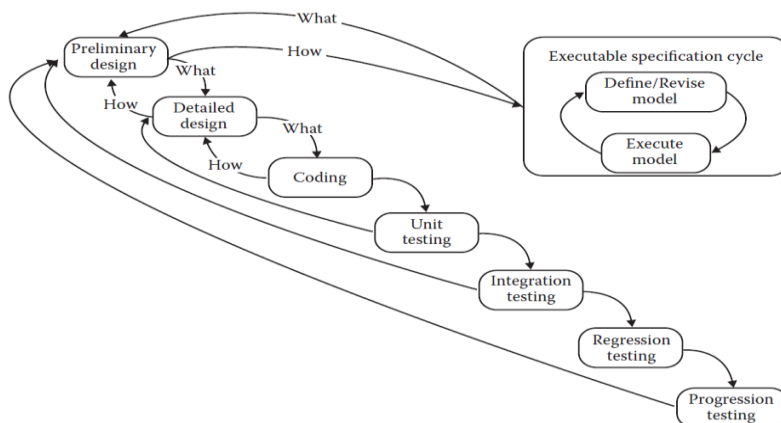 What
Preliminary
design
How
What
How
Executable specification cycle
Define/Revise
model
Execute
model
Detailed
design
What
How
Coding
Unit
testing
Integration
testing
Regression
testing
Progression
testing